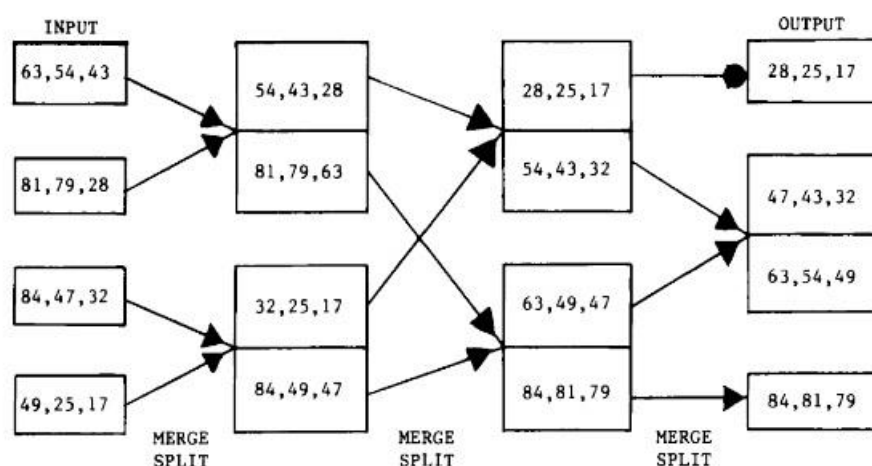 INPUT
OUTPUT
63,54,43
81,79,28
84,47,32
49,25,17
54,43,28
81,79,63
32,25,17
84,49,47
28,25,17
54,43,32
63,49,47
84,81,79
28,25,17
47,43,32
63,54,49
84,81,79
MERGE
SPLIT
MERGE
SPLIT
MERGE
SPLIT